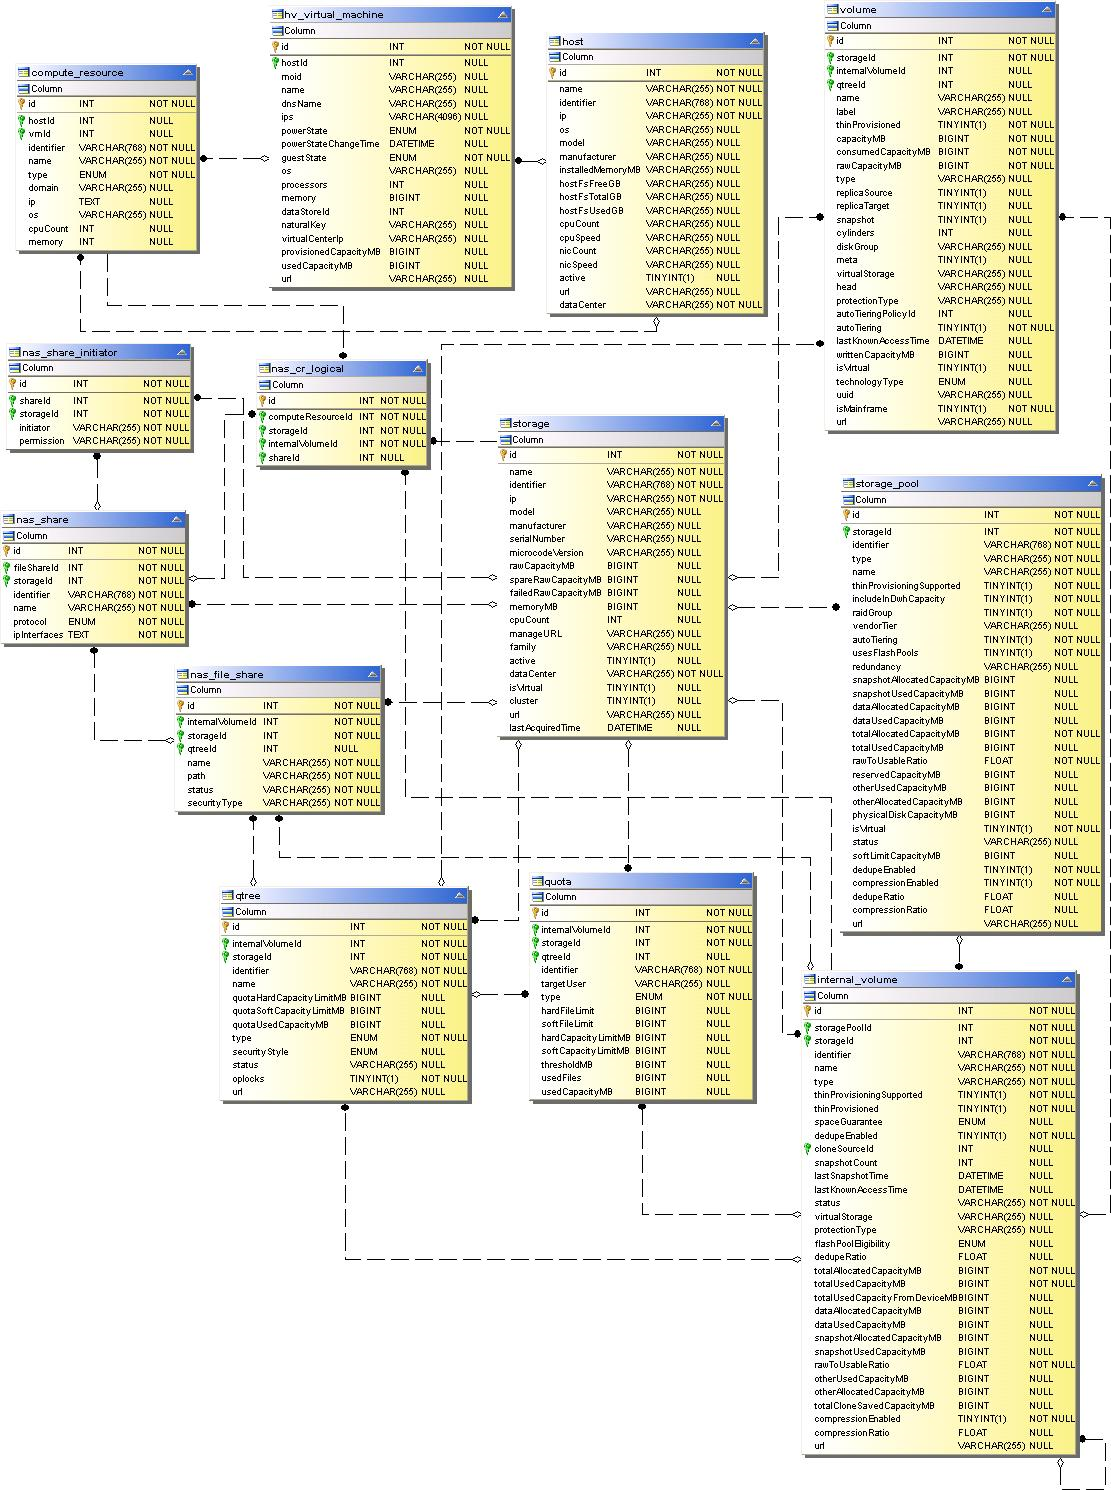 hv_virtual_machine
Column
id INT NOT NULL
hostId INT NULL
moid VARCHAR(255) NULL
name VARCHAR(255) NULL
dnsName VARCHAR(255) NULL
ips VARCHAR(4096) NULL
powerState ENUM NOT NULL
powerStateChangeTime DATETIME NULL
guestState ENUM NOT NULL
os VARCHAR(255) NULL
processors INT NULL
memory BIGINT NULL
dataStoreId INT NULL
naturalKey VARCHAR(255) NULL
virtualCenterIp VARCHAR(255) NULL
provisionedCapacityMB BIGINT NULL
usedCapacityMB BIGINT NULL
url VARCHAR(255) NULL
host
Column
id INT NOT NULL
name VARCHAR(255) NOT NULL
identifier VARCHAR(768) NOT NULL
ip VARCHAR(255) NOT NULL
os VARCHAR(255) NULL
model VARCHAR(255) NULL
manufacturer VARCHAR(255) NULL
installedMemoryMB VARCHAR(255) NULL
hostFsFreeGB VARCHAR(255) NULL
hostFsTotalGB VARCHAR(255) NULL
hostFsUsedGB VARCHAR(255) NULL
cpuCount VARCHAR(255) NULL
cpuSpeed VARCHAR(255) NULL
nicCount VARCHAR(255) NULL
nicSpeed VARCHAR(255) NULL
active TINYINT(1) NULL
url VARCHAR(255) NULL
dataCenter VARCHAR(255) NOT NULL
volume
Column
id INT NOT NULL
storageId INT NOT NULL
internalVolumeId INT NULL
qtreeId INT NULL
name VARCHAR(255) NOT NULL
label VARCHAR(255) NULL
thinProvisioned TINYINT(1) NOT NULL
capacityMB BIGINT NOT NULL
consumedCapacityMB BIGINT NOT NULL
rawCapacityMB BIGINT NOT NULL
type VARCHAR(255) NULL
replicaSource TINYINT(1) NULL
replicaTarget TINYINT(1) NULL
snapshot TINYINT(1) NOT NULL
cylinders INT NULL
diskGroup VARCHAR(255) NULL
meta TINYINT(1) NULL
virtualStorage VARCHAR(255) NULL
head VARCHAR(255) NULL
protectionType VARCHAR(255) NULL
autoTieringPolicyId INT NULL
autoTiering TINYINT(1) NOT NULL
lastKnownAccessTime DATETIME NULL
writtenCapacityMB BIGINT NULL
isVirtual TINYINT(1) NOT NULL
technologyType ENUM NULL
uuid VARCHAR(255) NULL
isMainframe TINYINT(1) NOT NULL
url VARCHAR(255) NULL
compute_resource
Column
id INT NOT NULL
hostId INT NULL
vmId INT NULL
identifier VARCHAR(768) NOT NULL
name VARCHAR(255) NOT NULL
type ENUM NOT NULL
domain VARCHAR(255) NULL
ip TEXT NULL
os VARCHAR(255) NULL
cpuCount INT NULL
memory INT NULL
nas_share_initiator
Column
id INT NOT NULL
shareId INT NOT NULL
storageId INT NOT NULL
initiator VARCHAR(255) NOT NULL
permission VARCHAR(255) NOT NULL
nas_cr_logical
Column
id INT NOT NULL
computeResourceId INT NOT NULL
storageId INT NOT NULL
internalVolumeId INT NOT NULL
shareId INT NULL
storage
Column
id INT NOT NULL
name VARCHAR(255) NOT NULL
identifier VARCHAR(768) NOT NULL
ip VARCHAR(255) NOT NULL
model VARCHAR(255) NULL
manufacturer VARCHAR(255) NULL
serialNumber VARCHAR(255) NULL
microcodeVersion VARCHAR(255) NULL
rawCapacityMB BIGINT NULL
spareRawCapacityMB BIGINT NULL
failedRawCapacityMB BIGINT NULL
memoryMB BIGINT NULL
cpuCount INT NULL
manageURL VARCHAR(255) NULL
family VARCHAR(255) NULL
active TINYINT(1) NULL
dataCenter VARCHAR(255) NOT NULL
isVirtual TINYINT(1) NULL
cluster TINYINT(1) NULL
url VARCHAR(255) NULL
lastAcquiredTime DATETIME NULL
storage_pool
Column
id INT NOT NULL
storageId INT NOT NULL
identifier VARCHAR(768) NOT NULL
type VARCHAR(255) NOT NULL
name VARCHAR(255) NOT NULL
thinProvisioningSupported TINYINT(1) NOT NULL
includeInDwhCapacity TINYINT(1) NOT NULL
raidGroup TINYINT(1) NOT NULL
vendorTier VARCHAR(255) NULL
autoTiering TINYINT(1) NOT NULL
usesFlashPools TINYINT(1) NOT NULL
redundancy VARCHAR(255) NULL
snapshotAllocatedCapacityMB BIGINT NULL
snapshotUsedCapacityMB BIGINT NULL
dataAllocatedCapacityMB BIGINT NULL
dataUsedCapacityMB BIGINT NULL
totalAllocatedCapacityMB BIGINT NOT NULL
totalUsedCapacityMB BIGINT NOT NULL
rawToUsableRatio FLOAT NOT NULL
reservedCapacityMB BIGINT NULL
otherUsedCapacityMB BIGINT NULL
otherAllocatedCapacityMB BIGINT NULL
physicalDiskCapacityMB BIGINT NULL
isVirtual TINYINT(1) NOT NULL
status VARCHAR(255) NULL
softLimitCapacityMB BIGINT NULL
dedupeEnabled TINYINT(1) NOT NULL
compressionEnabled TINYINT(1) NOT NULL
dedupeRatio FLOAT NULL
compressionRatio FLOAT NULL
url VARCHAR(255) NULL
nas_share
Column
id INT NOT NULL
fileShareId INT NOT NULL
storageId INT NOT NULL
identifier VARCHAR(768) NOT NULL
name VARCHAR(255) NOT NULL
protocol ENUM NOT NULL
ipInterfaces TEXT NOT NULL
nas_file_share
Column
id INT NOT NULL
internalVolumeId INT NOT NULL
storageId INT NOT NULL
qtreeId INT NULL
name VARCHAR(255) NOT NULL
path VARCHAR(255) NOT NULL
status VARCHAR(255) NOT NULL
securityType VARCHAR(255) NOT NULL
qtree
Column
id INT NOT NULL
internalVolumeId INT NOT NULL
storageId INT NOT NULL
identifier VARCHAR(768) NOT NULL
name VARCHAR(255) NOT NULL
quotaHardCapacityLimitMB BIGINT NULL
quotaSoftCapacityLimitMB BIGINT NULL
quotaUsedCapacityMB BIGINT NULL
type ENUM NOT NULL
securityStyle ENUM NULL
status VARCHAR(255) NULL
oplocks TINYINT(1) NOT NULL
url VARCHAR(255) NULL
quota
Column
id INT NOT NULL
internalVolumeId INT NOT NULL
storageId INT NOT NULL
qtreeId INT NULL
identifier VARCHAR(768) NOT NULL
targetUser VARCHAR(255) NULL
type ENUM NOT NULL
hardFileLimit BIGINT NULL
softFileLimit BIGINT NULL
hardCapacityLimitMB BIGINT NULL
softCapacityLimitMB BIGINT NULL
thresholdMB BIGINT NULL
usedFiles BIGINT NULL
usedCapacityMB BIGINT NULL
internal_volume
Column
id INT NOT NULL
storagePoolId INT NOT NULL
storageId INT NOT NULL
identifier VARCHAR(768) NOT NULL
name VARCHAR(255) NOT NULL
type VARCHAR(255) NOT NULL
thinProvisioningSupported TINYINT(1) NOT NULL
thinProvisioned TINYINT(1) NOT NULL
spaceGuarantee ENUM NULL
dedupeEnabled TINYINT(1) NOT NULL
cloneSourceId INT NULL
snapshotCount INT NULL
lastSnapshotTime DATETIME NULL
lastKnownAccessTime DATETIME NULL
status VARCHAR(255) NOT NULL
virtualStorage VARCHAR(255) NULL
protectionType VARCHAR(255) NULL
flashPoolEligibility ENUM NULL
dedupeRatio FLOAT NULL
totalAllocatedCapacityMB BIGINT NOT NULL
totalUsedCapacityMB BIGINT NOT NULL
totalUsedCapacityFromDeviceMB BIGINT NULL
dataAllocatedCapacityMB BIGINT NULL
dataUsedCapacityMB BIGINT NULL
snapshotAllocatedCapacityMB BIGINT NULL
snapshotUsedCapacityMB BIGINT NULL
rawToUsableRatio FLOAT NOT NULL
otherUsedCapacityMB BIGINT NULL
otherAllocatedCapacityMB BIGINT NULL
totalCloneSavedCapacityMB BIGINT NULL
compressionEnabled TINYINT(1) NOT NULL
compressionRatio FLOAT NULL
url VARCHAR(255) NULL